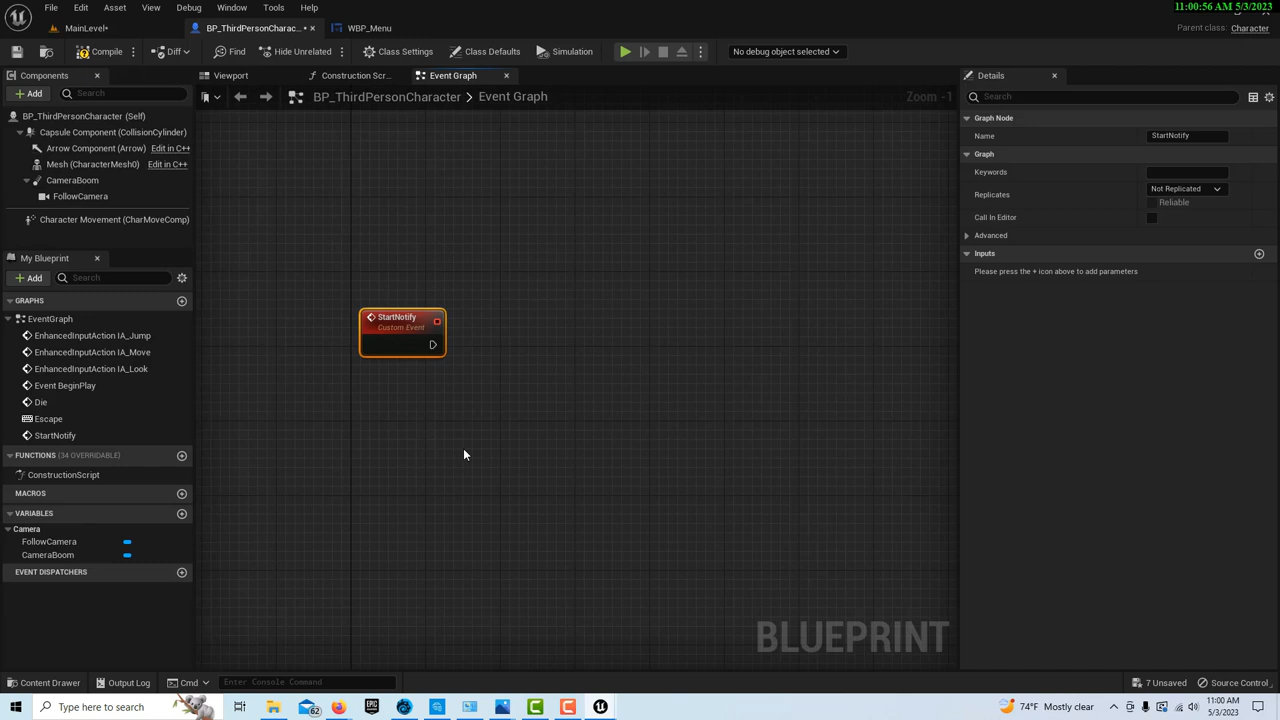 11:00:56 AM 5/3/2023
File Edit Asset View Debug Window Tools Help
MainLevel•
BP_ThirdPersonCharac...•
WBP_Menu
Parent class: Character
Compile
Diff
Find
Hide Unrelated
Class Settings
Class Defaults
Simulation
No debug object selected
Components
Viewport
Construction Scr...
Event Graph
Details
Add
Search
BP_ThirdPersonCharacter > Event Graph
Zoom -1
Search
BP_ThirdPersonCharacter (Self)
Capsule Component (CollisionCylinder)
Arrow Component (Arrow) Edit in C++
Mesh (CharacterMesh0) Edit in C++
CameraBoom
FollowCamera
Character Movement (CharMoveComp)
Graph Node
Name StartNotify
Graph
Keywords
Replicates Not Replicated
Reliable
Call In Editor
Advanced
Inputs
Please press the + icon above to add parameters
My Blueprint
Add
Search
GRAPHS
EventGraph
EnhancedInputAction IA_Jump
EnhancedInputAction IA_Move
EnhancedInputAction IA_Look
Event BeginPlay
Die
Escape
StartNotify
FUNCTIONS (34 OVERRIDABLE)
ConstructionScript
MACROS
VARIABLES
Camera
FollowCamera
CameraBoom
EVENT DISPATCHERS
StartNotify
Custom Event
BLUEPRINT
Content Drawer
Output Log
Cmd
Enter Console Command
7 Unsaved
Source Control
Type here to search
62
74°F Mostly clear
11:00 AM
5/3/2023